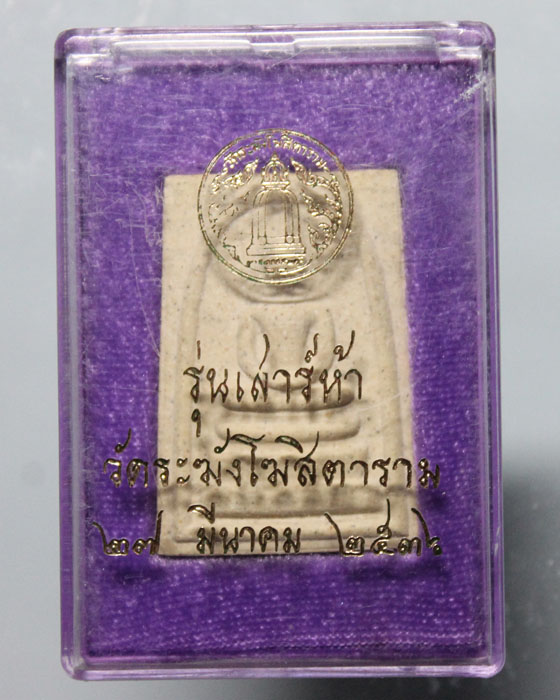 รุ่นเสาร์ห้า
วัดระฆังโฆสิตาราม
๒๗ มีนาคม ๒๕๓๖